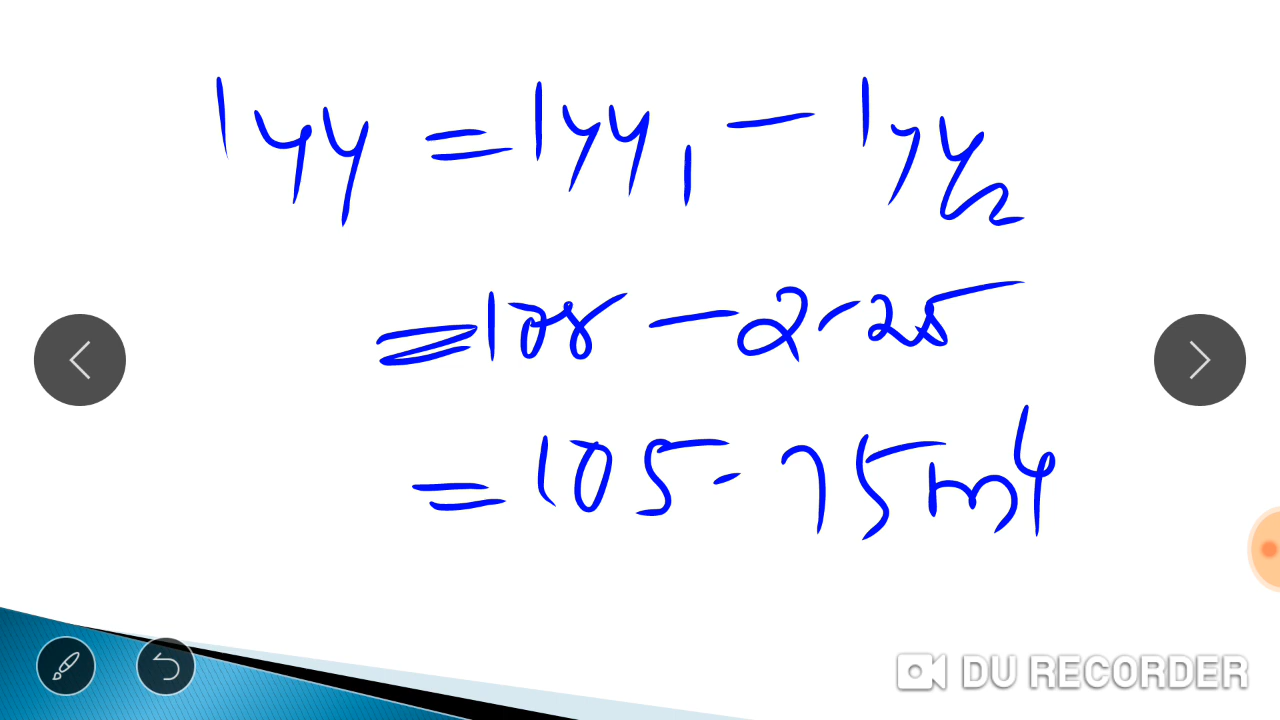 Iyy = Iyy1 - Iyy2
= 108 - 2.25
= 105.75 m4
DU RECORDER